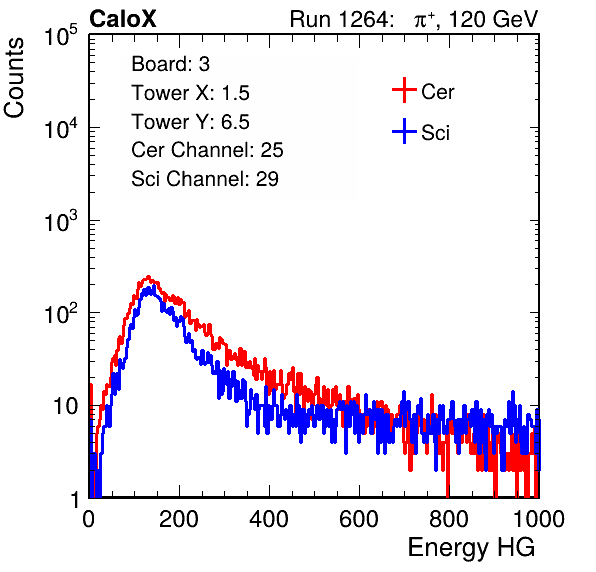 CaloX Run 1264: π⁺, 120 GeV
Counts
Board: 3
Tower X: 1.5
Tower Y: 6.5
Cer Channel: 25
Sci Channel: 29
Cer
Sci
10⁵
10⁴
10³
10²
10
1
0 200 400 600 800 1000
Energy HG